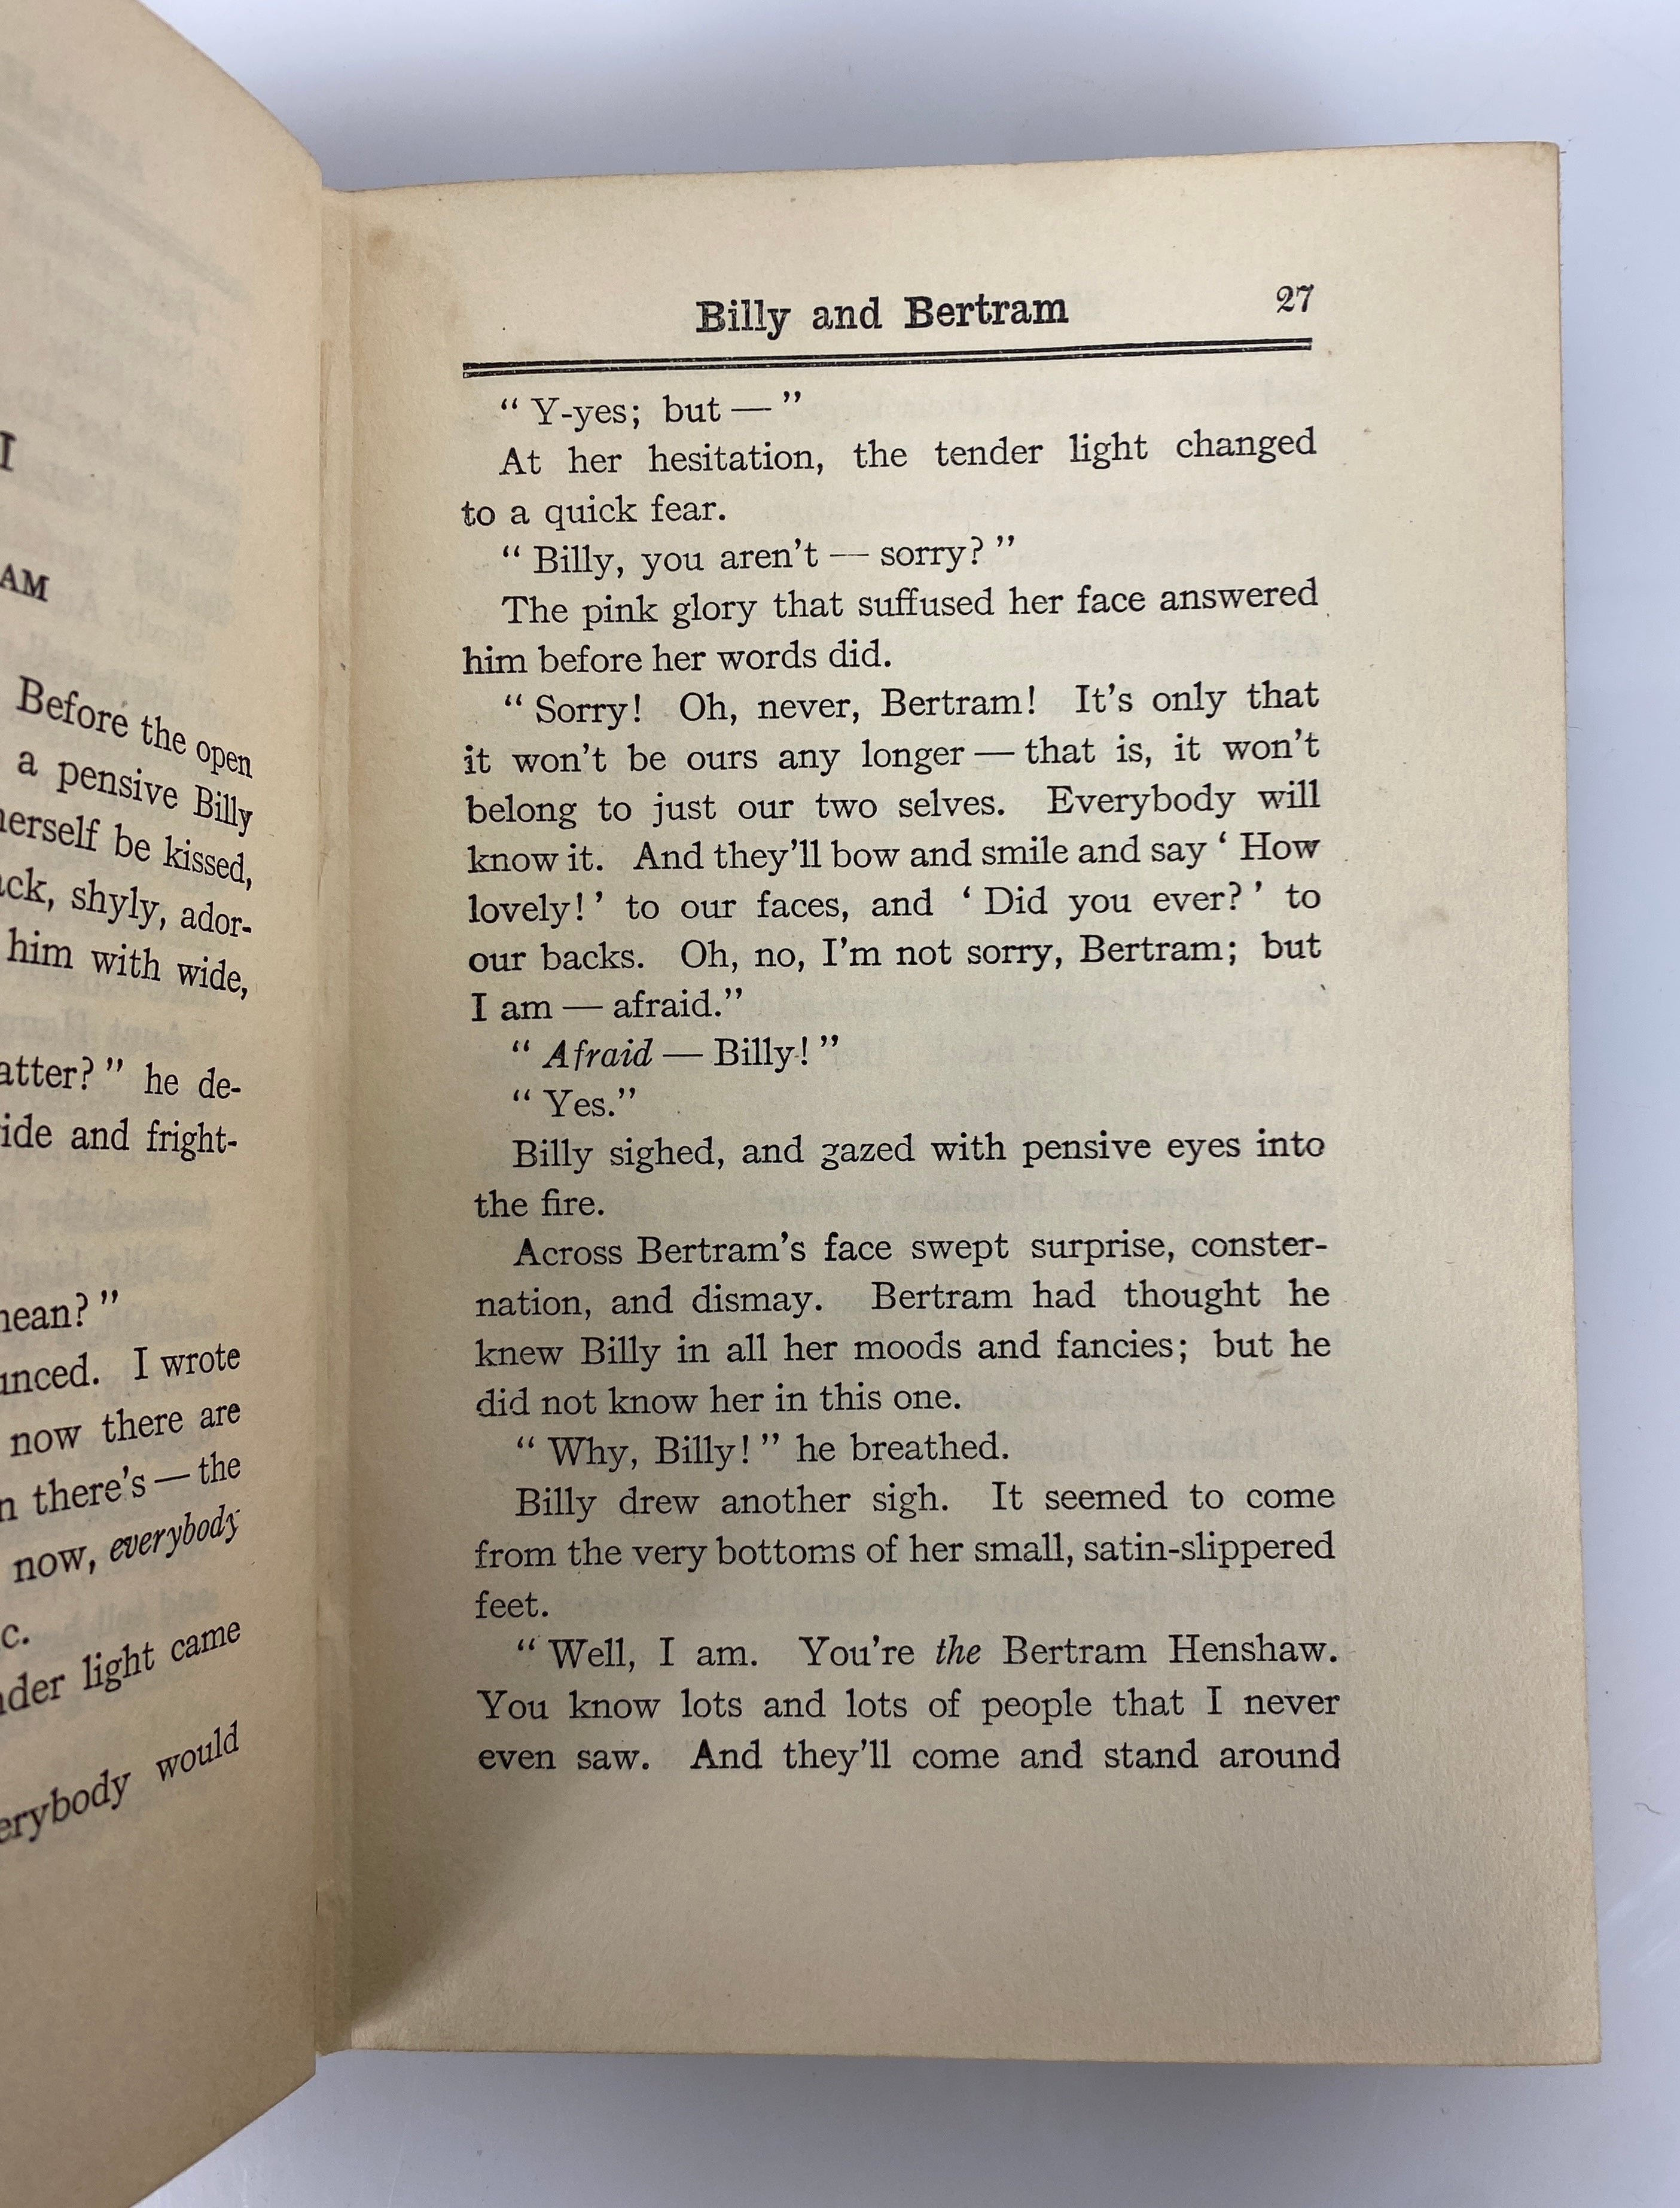 I
AM
Before the open
a pensive Billy
herself be kissed,
shyly, ador-
him with wide,
he de-
and fright-
I wrote
now there are
there's — the
now, everybody
light came
would
Billy and Bertram 27
“ Y-yes; but — ”
At her hesitation, the tender light changed
to a quick fear.
“ Billy, you aren't — sorry? ”
The pink glory that suffused her face answered
him before her words did.
“ Sorry! Oh, never, Bertram! It's only that
it won't be ours any longer — that is, it won't
belong to just our two selves. Everybody will
know it. And they'll bow and smile and say ‘ How
lovely! ’ to our faces, and ‘ Did you ever? ’ to
our backs. Oh, no, I'm not sorry, Bertram; but
I am — afraid.”
“ Afraid — Billy! ”
“ Yes.”
Billy sighed, and gazed with pensive eyes into
the fire.
Across Bertram's face swept surprise, conster-
nation, and dismay. Bertram had thought he
knew Billy in all her moods and fancies; but he
did not know her in this one.
“ Why, Billy! ” he breathed.
Billy drew another sigh. It seemed to come
from the very bottoms of her small, satin-slippered
feet.
“ Well, I am. You're the Bertram Henshaw.
You know lots and lots of people that I never
even saw. And they'll come and stand around